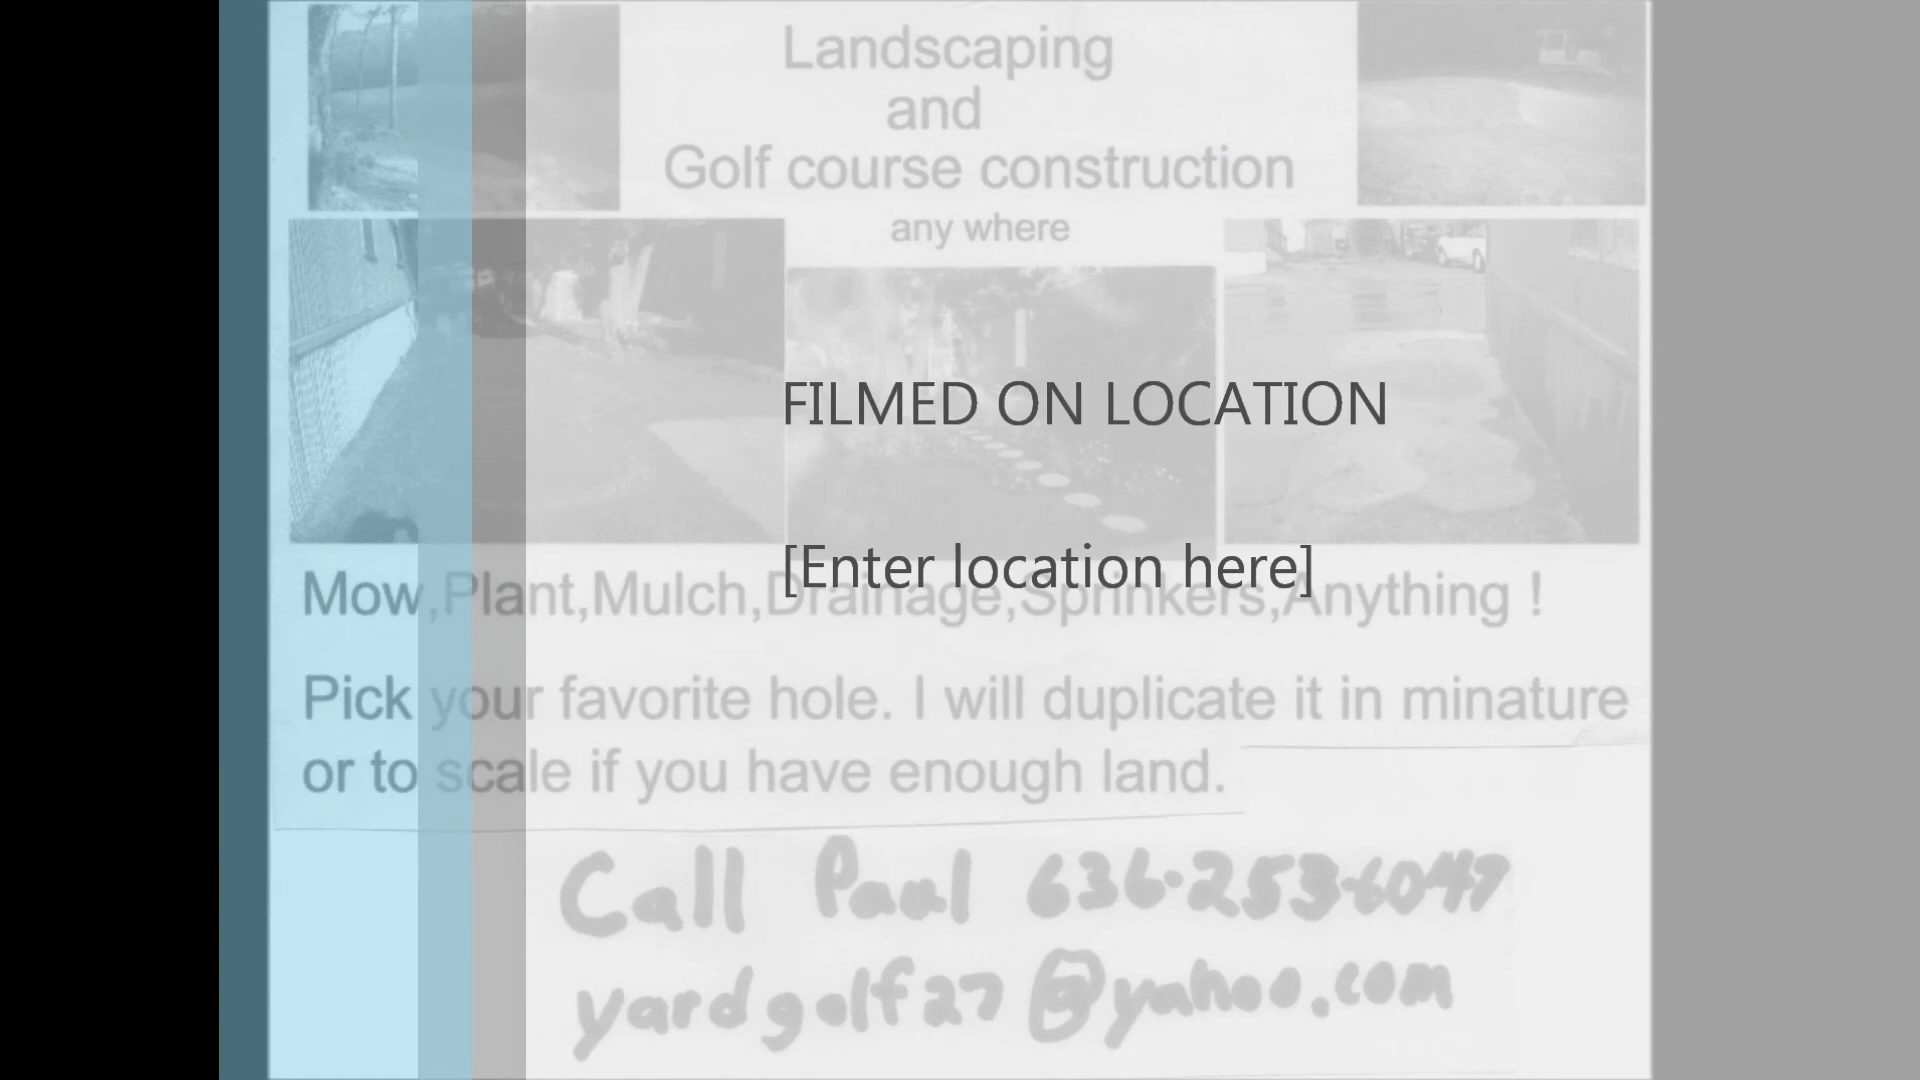 Landscaping
and
Golf course construction
any where
FILMED ON LOCATION
[Enter location here]
Mow,Plant,Mulch,Drainage,Sprinkers,Anything !
Pick your favorite hole. I will duplicate it in minature
or to scale if you have enough land.
Call Paul 636-253-6047
yardgolf27@yahoo.com